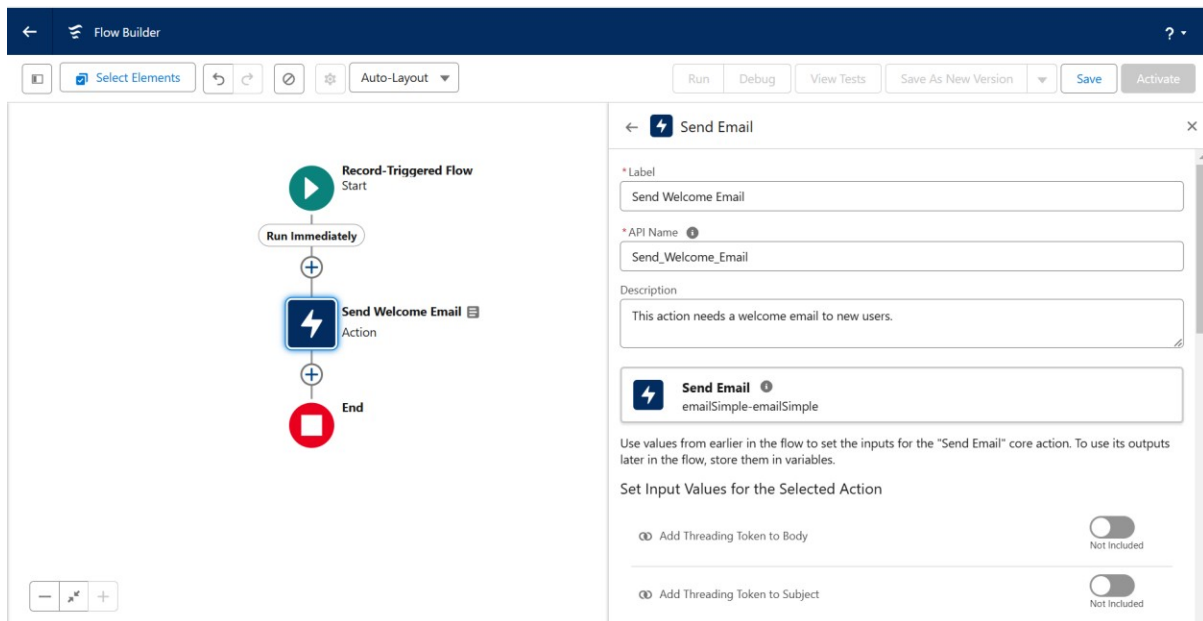 Flow Builder
?
Select Elements
Auto-Layout
Run
Debug
View Tests
Save As New Version
Save
Activate
Record-Triggered Flow
Start
Run Immediately
Send Welcome Email
Action
End
Send Email
*Label
Send Welcome Email
*API Name
Send_Welcome_Email
Description
This action needs a welcome email to new users.
Send Email
emailSimple-emailSimple
Use values from earlier in the flow to set the inputs for the "Send Email" core action. To use its outputs
later in the flow, store them in variables.
Set Input Values for the Selected Action
Add Threading Token to Body
Not Included
Add Threading Token to Subject
Not Included